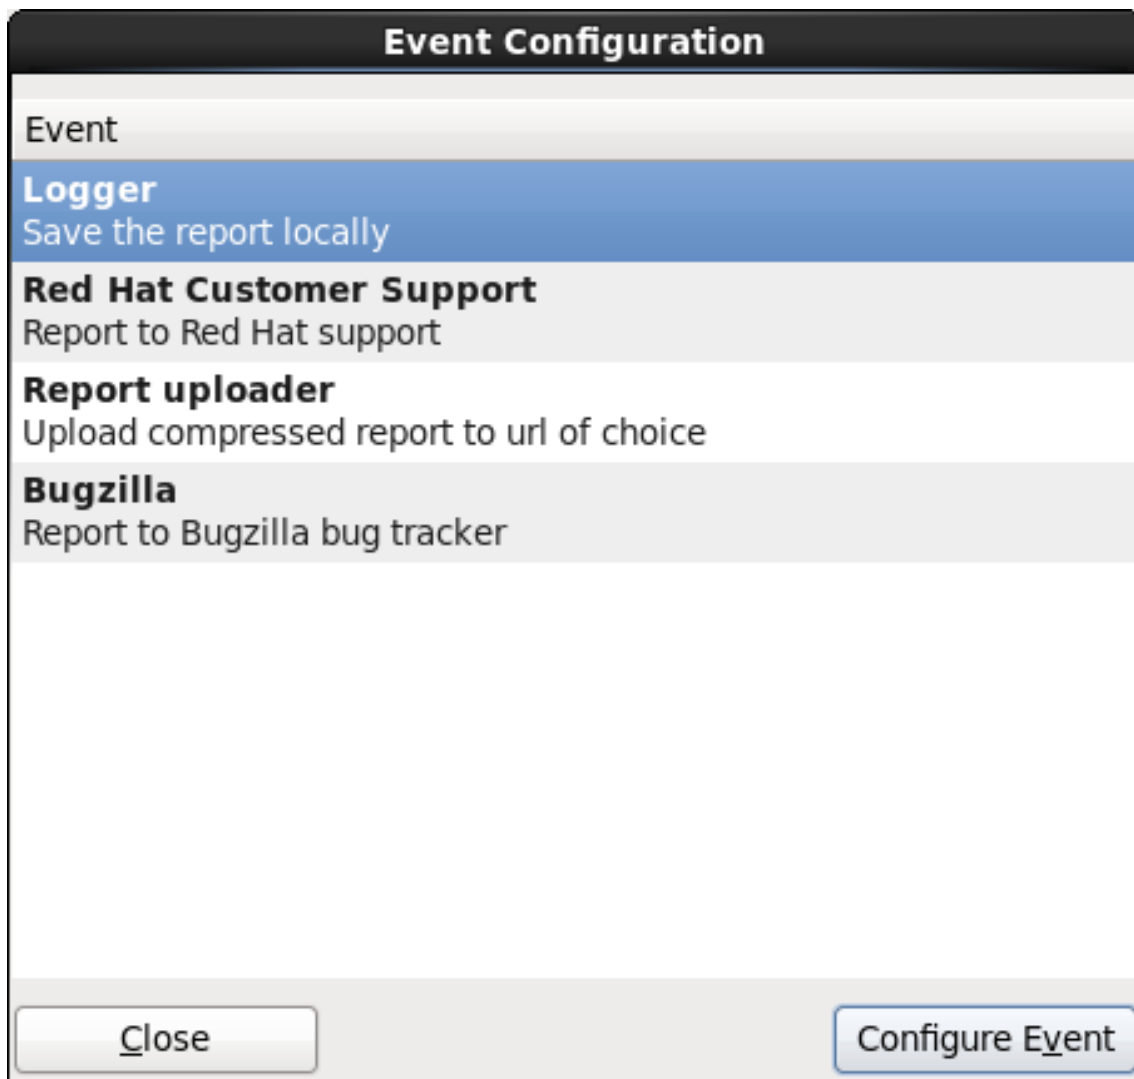 Event Configuration
Event
Logger
Save the report locally
Red Hat Customer Support
Report to Red Hat support
Report uploader
Upload compressed report to url of choice
Bugzilla
Report to Bugzilla bug tracker
Close
Configure Event